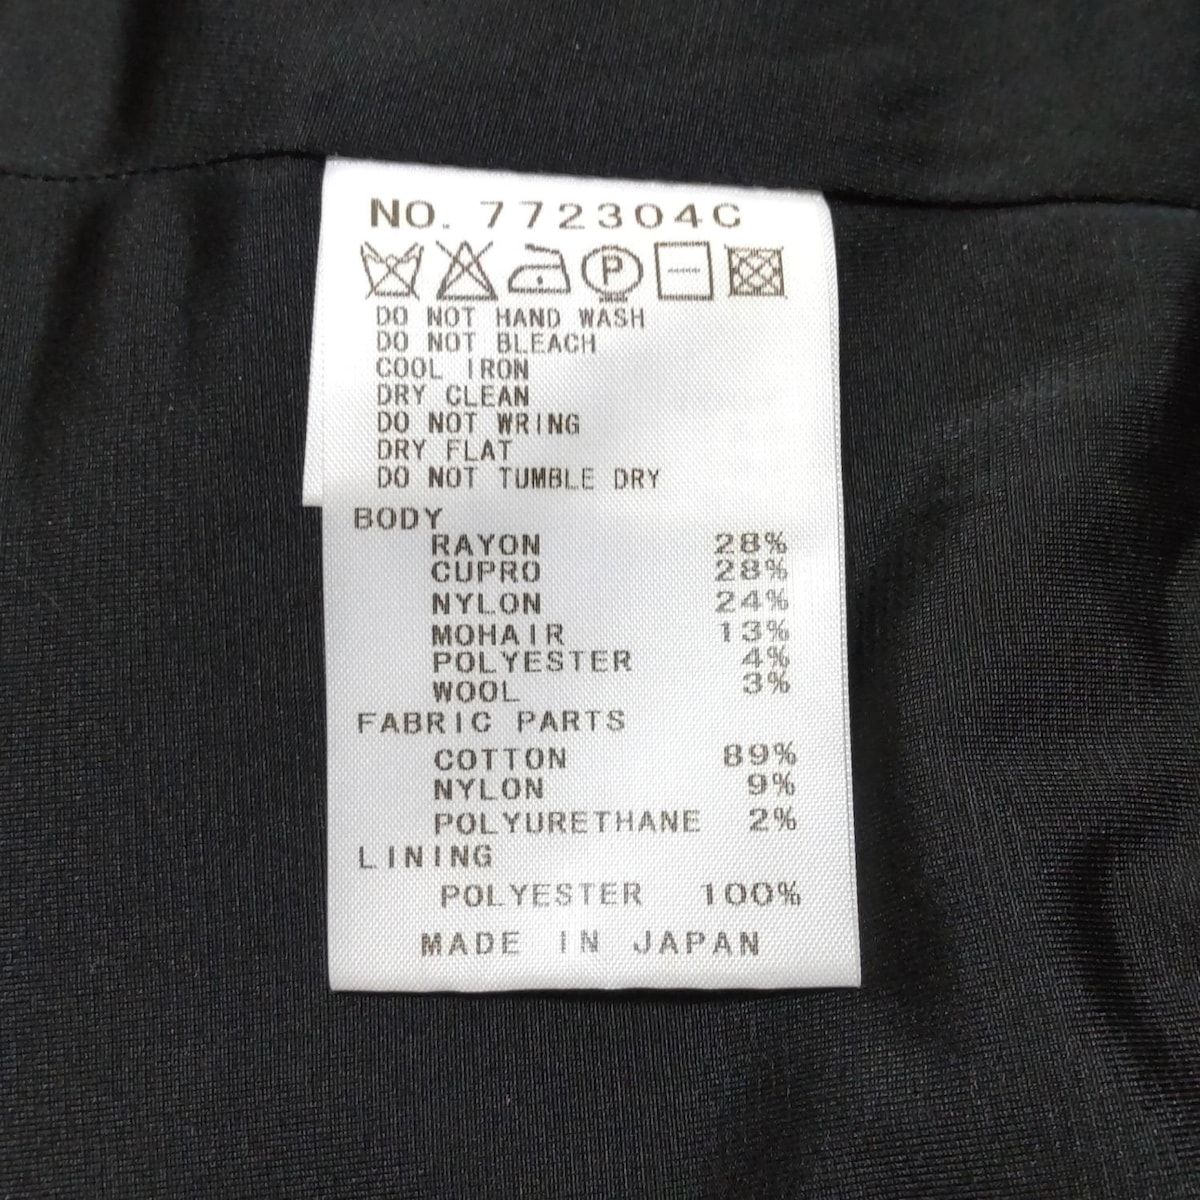 NO. 772304C
P
DO NOT HAND WASH
DO NOT BLEACH
COOL IRON
DRY CLEAN
DO NOT WRING
DRY FLAT
DO NOT TUMBLE DRY
BODY
RAYON 28%
CUPRO 28%
NYLON 24%
MOHAIR 13%
POLYESTER 4%
WOOL 3%
FABRIC PARTS
COTTON 89%
NYLON 9%
POLYURETHANE 2%
LINING
POLYESTER 100%
MADE IN JAPAN